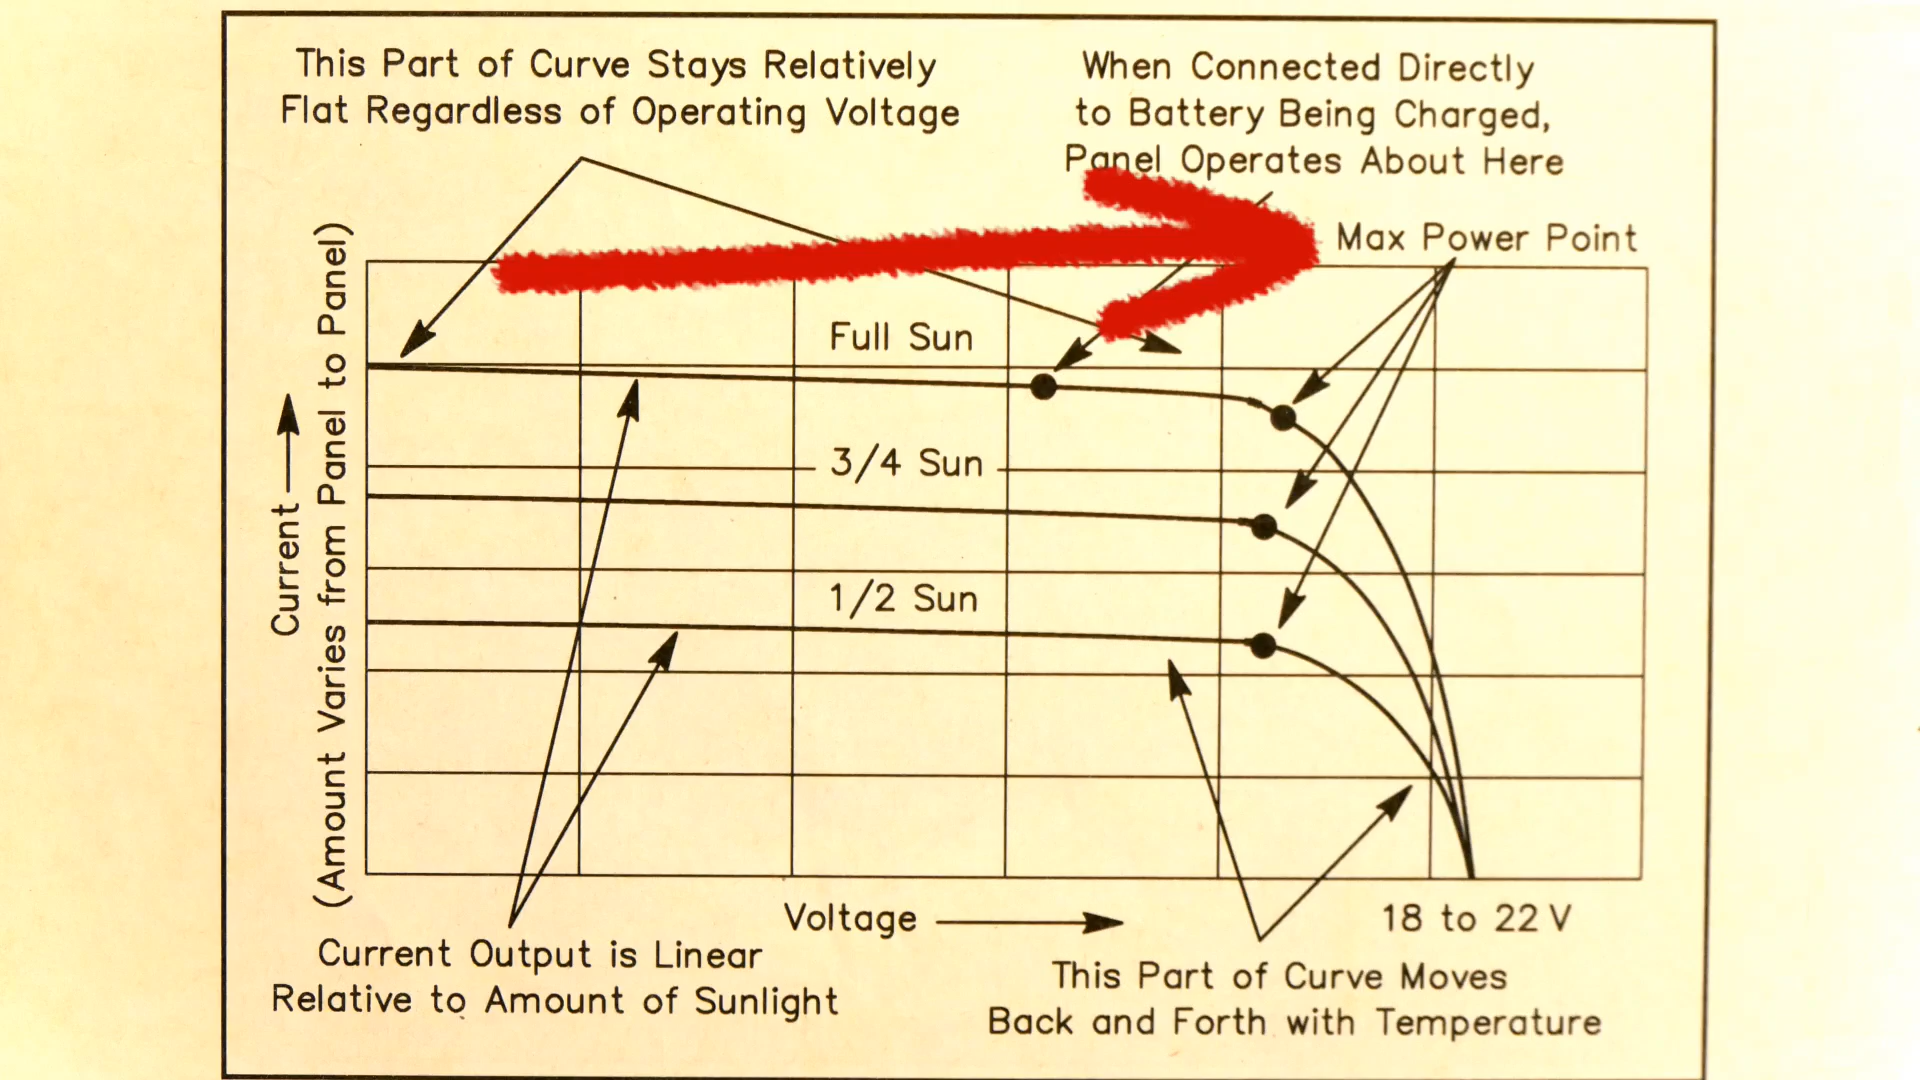 This Part of Curve Stays Relatively
Flat Regardless of Operating Voltage
When Connected Directly
to Battery Being Charged,
Panel Operates About Here
Max Power Point
Full Sun
3/4 Sun
1/2 Sun
Current
(Amount Varies from Panel to Panel)
Voltage
18 to 22 V
Current Output is Linear
Relative to Amount of Sunlight
This Part of Curve Moves
Back and Forth with Temperature